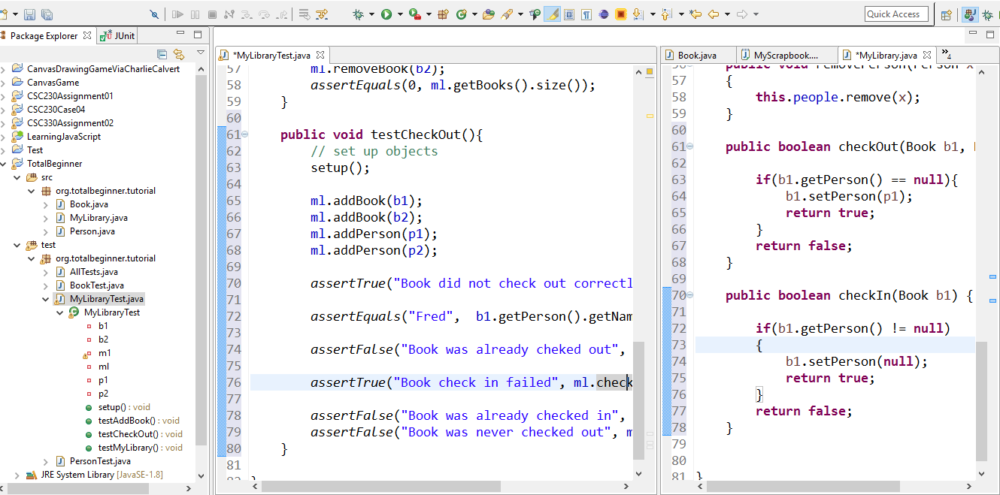 Quick Access
Package Explorer
JUnit
CanvasDrawingGameViaCharlieCalvert
CanvasGame
CSC230Assignment01
CSC230Case04
CSC330Assignment02
LearningJavaScript
Test
TotalBeginner
src
org.totalbeginner.tutorial
Book.java
MyLibrary.java
Person.java
test
org.totalbeginner.tutorial
AllTests.java
BookTest.java
MyLibraryTest.java
MyLibraryTest
b1
b2
m1
ml
p1
p2
setup() : void
testAddBook() : void
testCheckOut() : void
testMyLibrary() : void
PersonTest.java
JRE System Library [JavaSE-1.8]
*MyLibraryTest.java
57 ml.removeBook(b2);
58 assertEquals(0, ml.getBooks().size());
59 }
60
61 public void testCheckOut(){
62 // set up objects
63 setup();
64
65 ml.addBook(b1);
66 ml.addBook(b2);
67 ml.addPerson(p1);
68 ml.addPerson(p2);
69
70 assertTrue("Book did not check out correctl
71
72 assertEquals("Fred",  b1.getPerson().getNam
73
74 assertFalse("Book was already cheked out",
75
76 assertTrue("Book check in failed", ml.check
77
78 assertFalse("Book was already checked in",
79 assertFalse("Book was never checked out", m
80 }
81
Book.java
MyScrapbook....
*MyLibrary.java
»4
public void removePerson(Person x
57 {
58 this.people.remove(x);
59 }
60
61 public boolean checkOut(Book b1,
62
63 if(b1.getPerson() == null){
64 b1.setPerson(p1);
65 return true;
66 }
67 return false;
68 }
69
70 public boolean checkIn(Book b1) {
71
72 if(b1.getPerson() != null)
73 {
74 b1.setPerson(null);
75 return true;
76 }
77 return false;
78 }
79
80
81 }